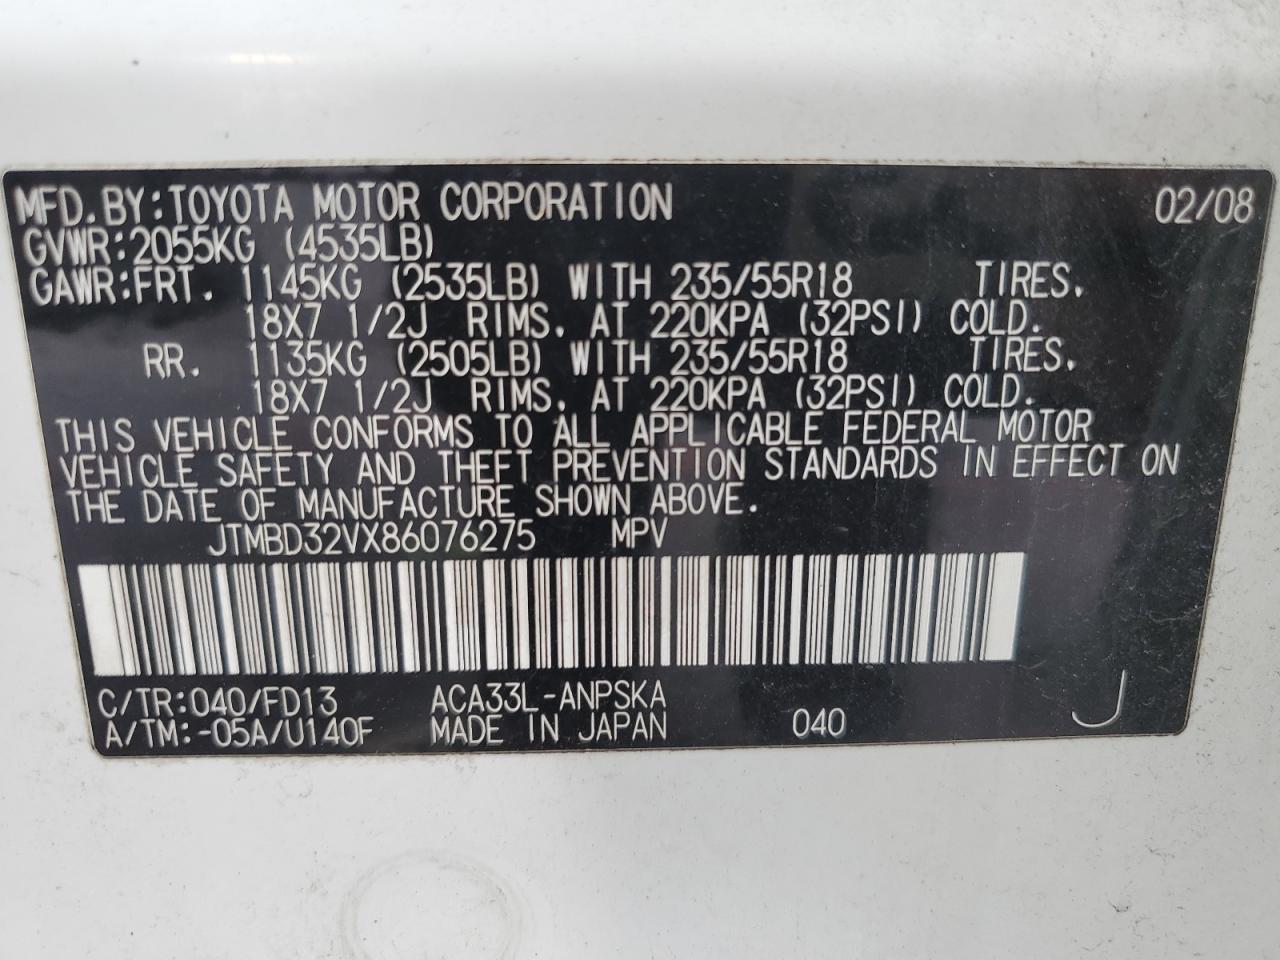 MFD.BY:TOYOTA MOTOR CORPORATION 02/08
GVWR:2055KG (4535LB)
GAWR:FRT. 1145KG (2535LB) WITH 235/55R18 TIRES.
18X7 1/2J RIMS. AT 220KPA (32PSI) COLD.
RR. 1135KG (2505LB) WITH 235/55R18 TIRES.
18X7 1/2J RIMS. AT 220KPA (32PSI) COLD.
THIS VEHICLE CONFORMS TO ALL APPLICABLE FEDERAL MOTOR
VEHICLE SAFETY AND THEFT PREVENTION STANDARDS IN EFFECT ON
THE DATE OF MANUFACTURE SHOWN ABOVE.
JTMBD32VX86076275 MPV
C/TR:040/FD13 ACA33L-ANPSKA
A/TM:-05A/U140F MADE IN JAPAN 040 J